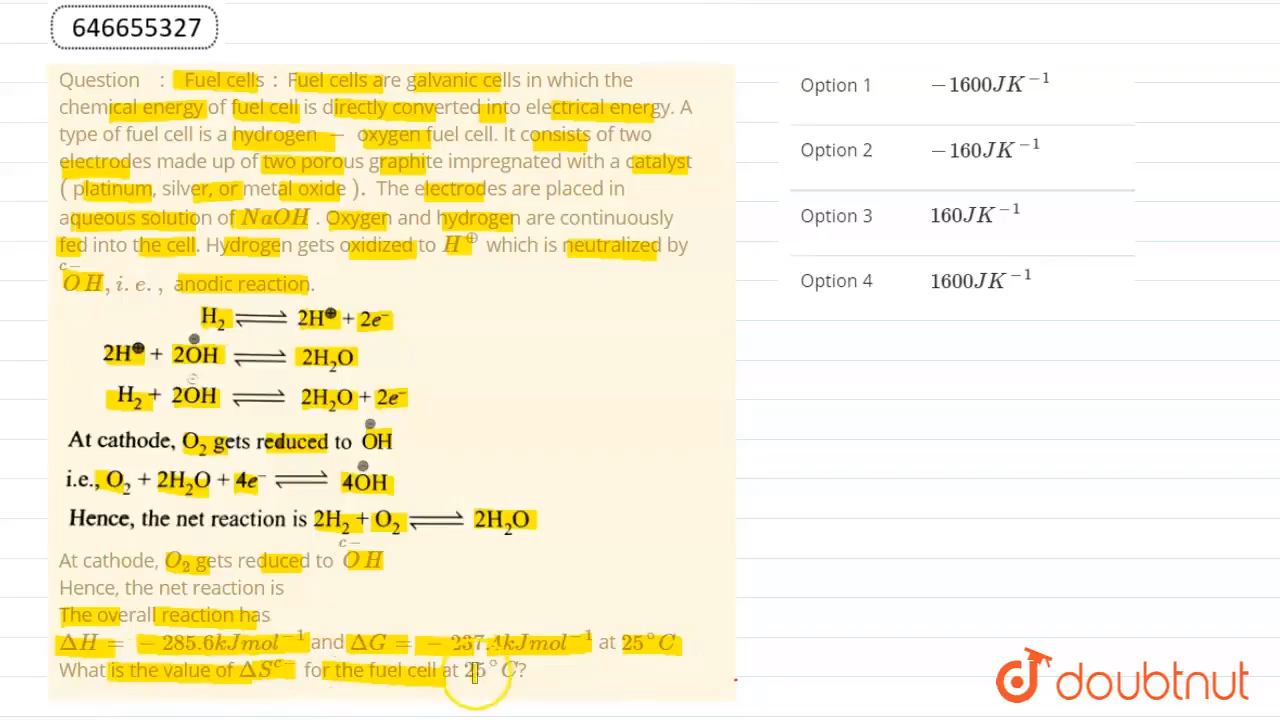 646655327
Question : Fuel cells : Fuel cells are galvanic cells in which the
chemical energy of fuel cell is directly converted into electrical energy. A
type of fuel cell is a hydrogen − oxygen fuel cell. It consists of two
electrodes made up of two porous graphite impregnated with a catalyst
( platinum, silver, or metal oxide ). The electrodes are placed in
aqueous solution of NaOH . Oxygen and hydrogen are continuously
fed into the cell. Hydrogen gets oxidized to H^⊕ which is neutralized by
c−
OH, i. e. , anodic reaction.
H₂ ⇌ 2H^⊕ + 2e⁻
2H^⊕ + 2O^⊖H ⇌ 2H₂O
H₂ + 2O^⊖H ⇌ 2H₂O + 2e⁻
At cathode, O₂ gets reduced to O^⊖H
i.e., O₂ + 2H₂O + 4e⁻ ⇌ 4O^⊖H
Hence, the net reaction is 2H₂ + O₂ ⇌ 2H₂O
c−
At cathode, O₂ gets reduced to OH
Hence, the net reaction is
The overall reaction has
ΔH = −285.6kJmol⁻¹ and ΔG = −237.4kJmol⁻¹ at 25°C
What is the value of ΔS^c− for the fuel cell at 25°C?
Option 1 −1600JK⁻¹
Option 2 −160JK⁻¹
Option 3 160JK⁻¹
Option 4 1600JK⁻¹
doubtnut